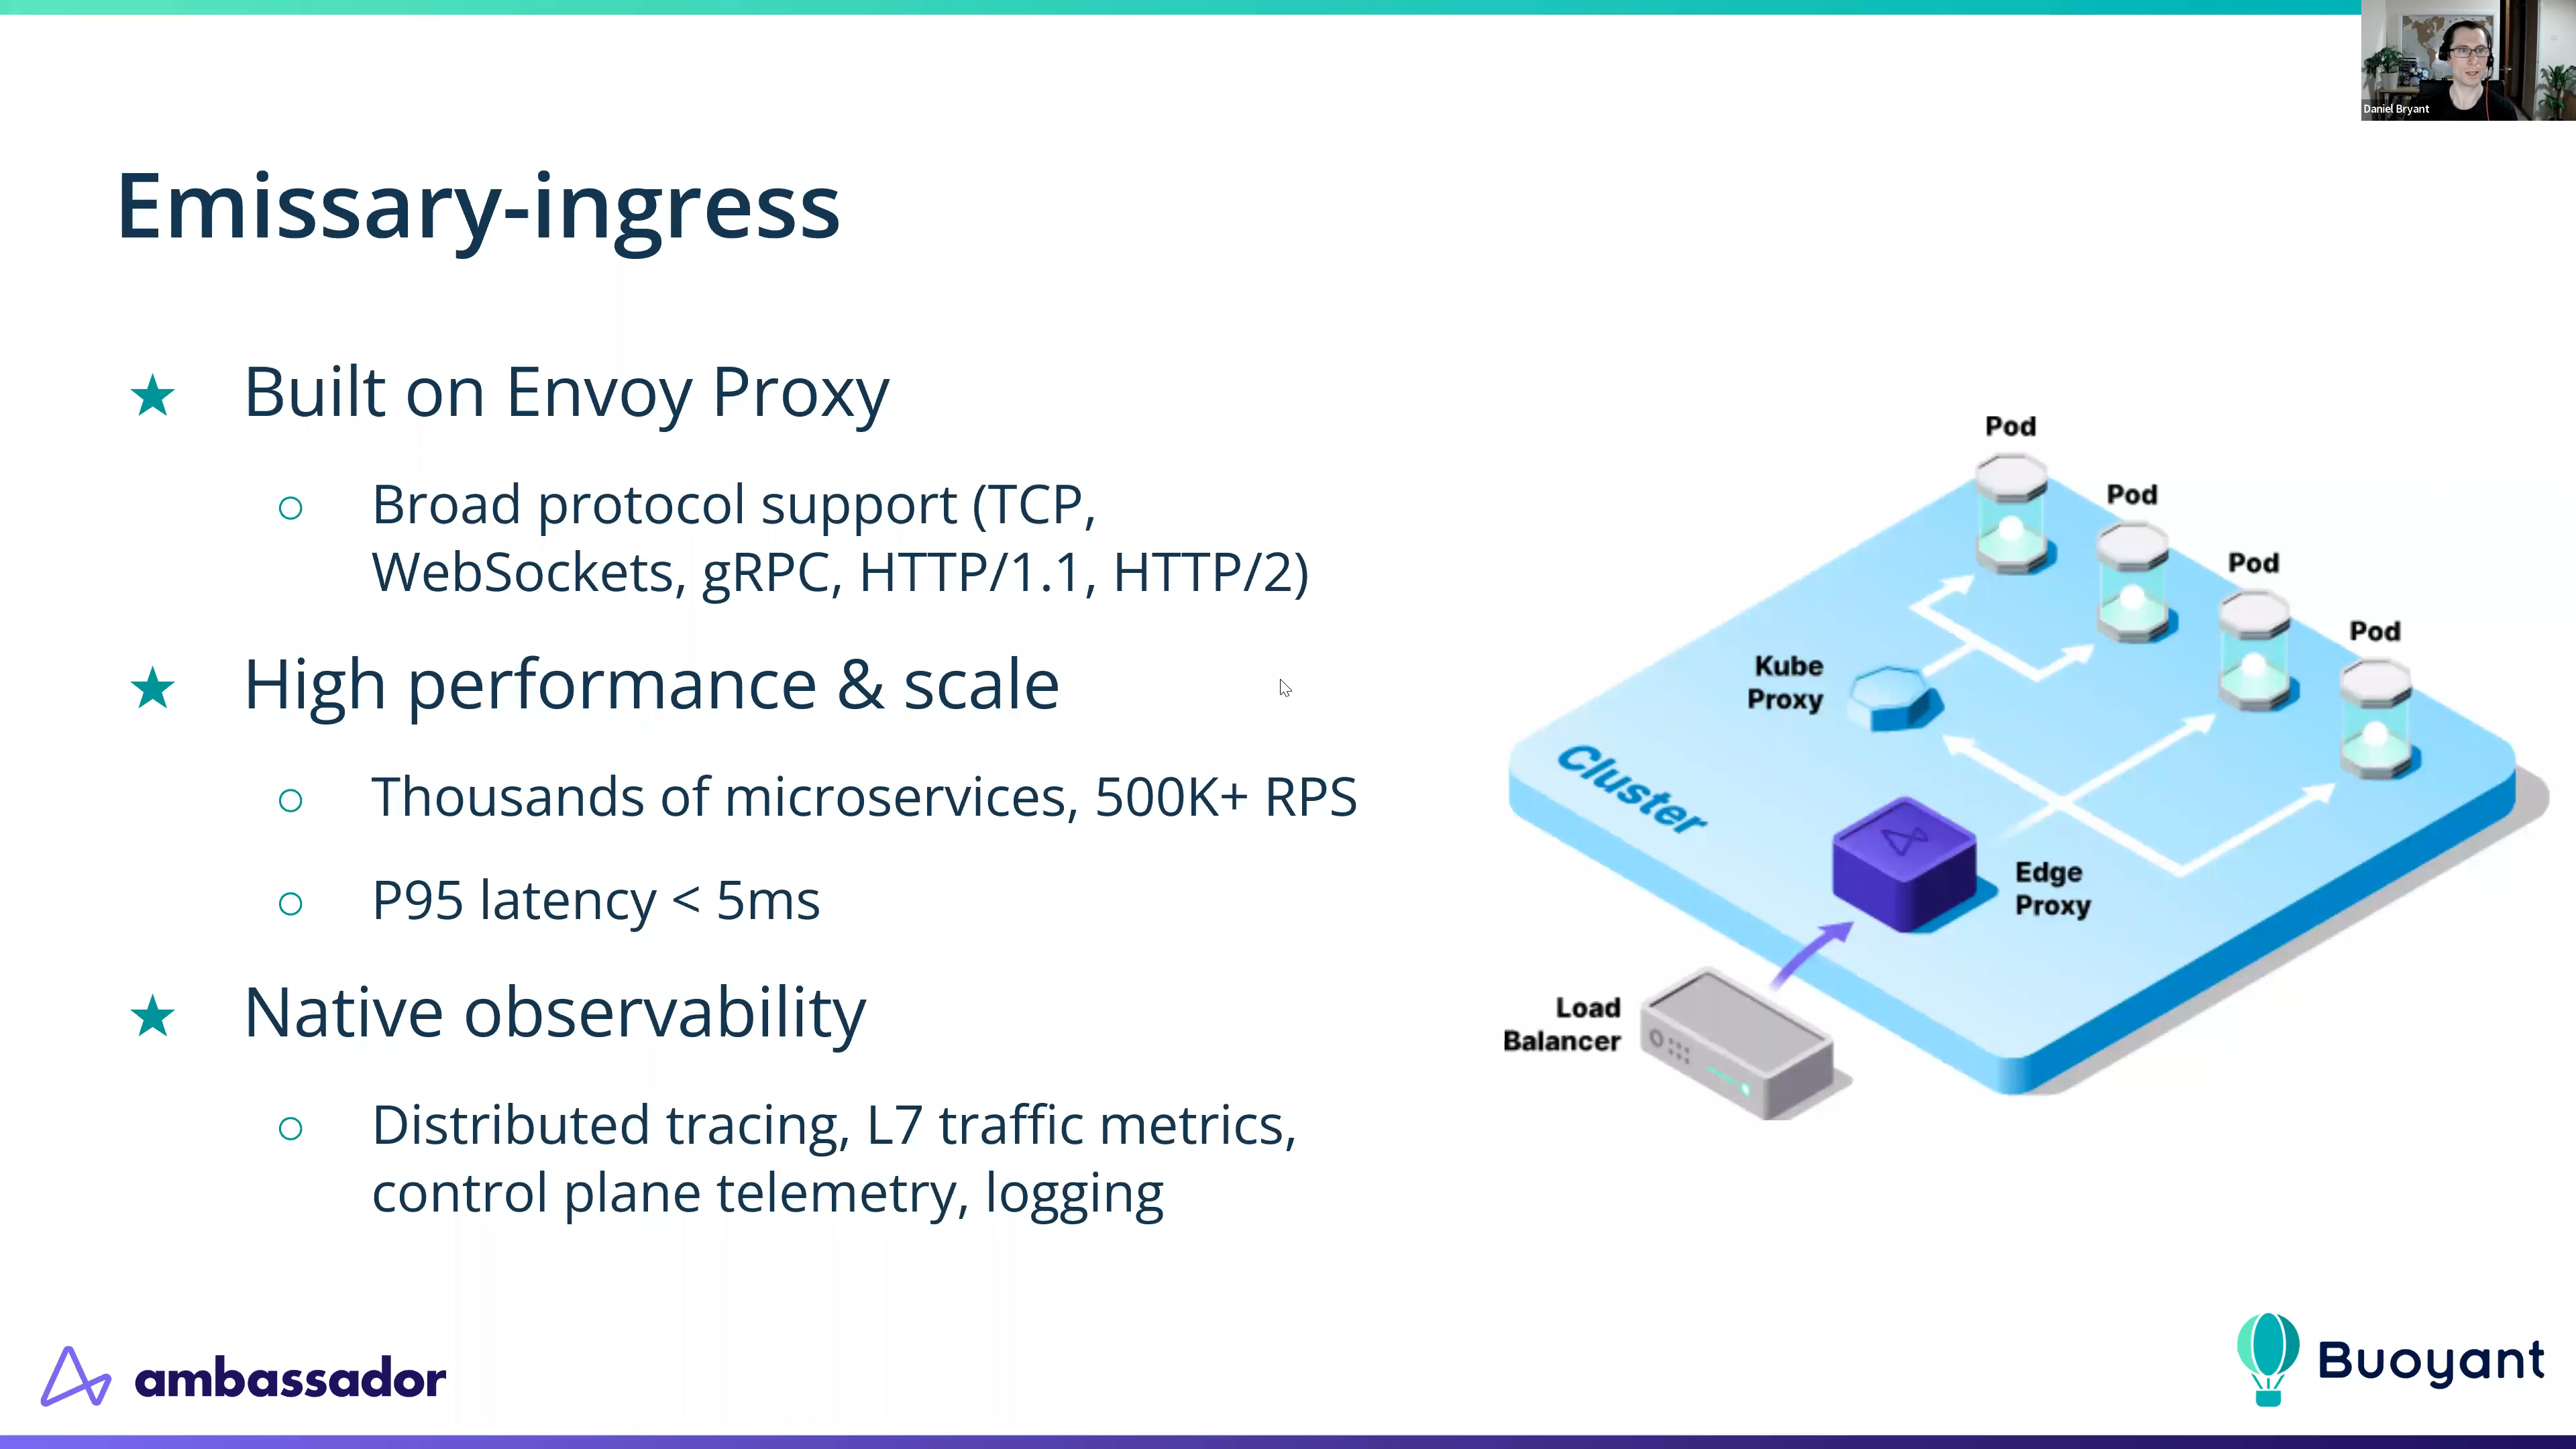 Daniel Bryant
Emissary-ingress
★ Built on Envoy Proxy
○ Broad protocol support (TCP,
WebSockets, gRPC, HTTP/1.1, HTTP/2)
★ High performance & scale
○ Thousands of microservices, 500K+ RPS
○ P95 latency < 5ms
★ Native observability
○ Distributed tracing, L7 traffic metrics,
control plane telemetry, logging
Pod
Pod
Pod
Pod
Kube
Proxy
Cluster
Edge
Proxy
Load
Balancer
ambassador
Buoyant